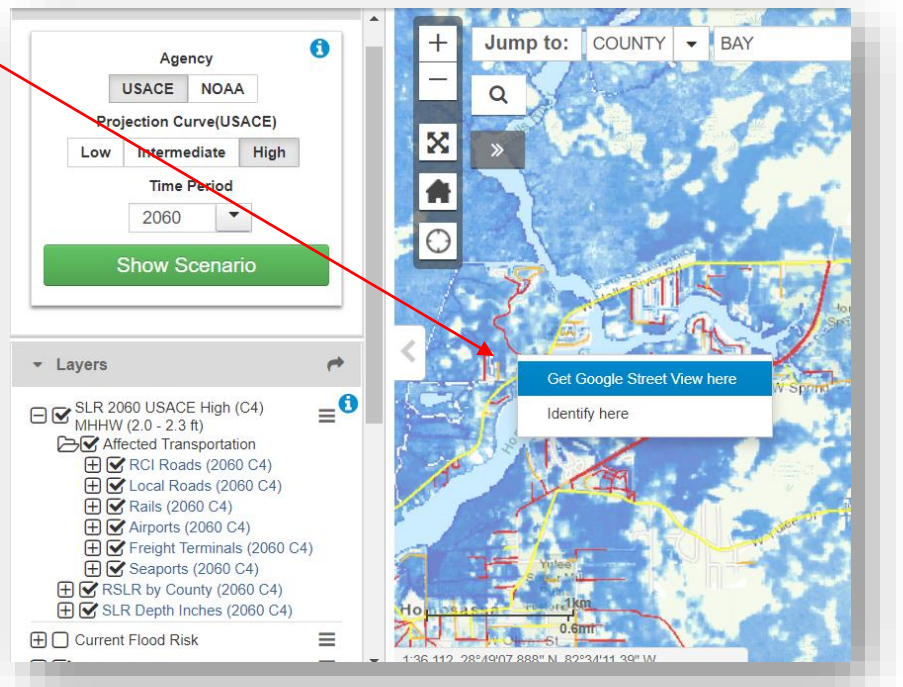 Agency
USACE NOAA
Projection Curve(USACE)
Low Intermediate High
Time Period
2060
Show Scenario
Layers
SLR 2060 USACE High (C4)
MHHW (2.0 - 2.3 ft)
Affected Transportation
RCI Roads (2060 C4)
Local Roads (2060 C4)
Rails (2060 C4)
Airports (2060 C4)
Freight Terminals (2060 C4)
Seaports (2060 C4)
RSLR by County (2060 C4)
SLR Depth Inches (2060 C4)
Current Flood Risk
Jump to: COUNTY BAY
Get Google Street View here
Identify here
W Spring
Yulee
1km
0.6mi
1:36,112 28°49'07.888" N, 82°34'11.39" W